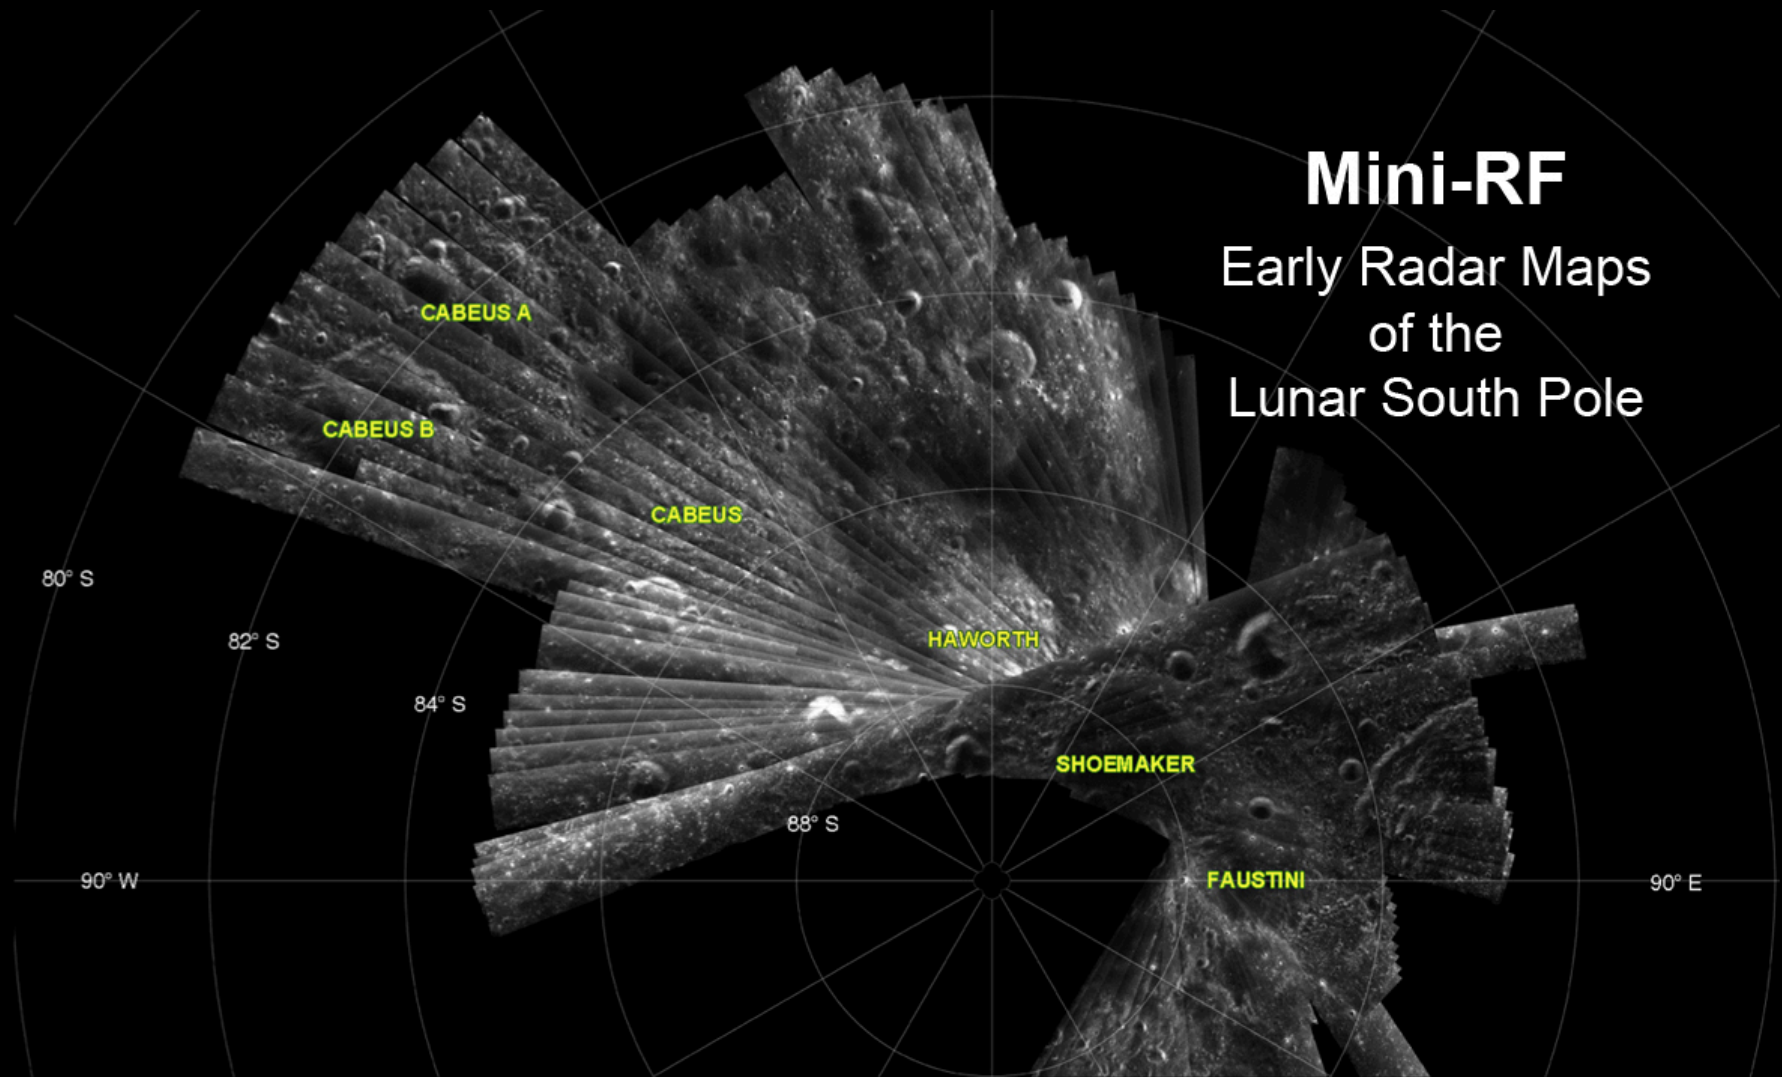 Mini-RF
Early Radar Maps
of the
Lunar South Pole
CABEUS A
CABEUS B
CABEUS
80° S
HAWORTH
82° S
84° S
SHOEMAKER
88° S
90° W
FAUSTINI
90° E